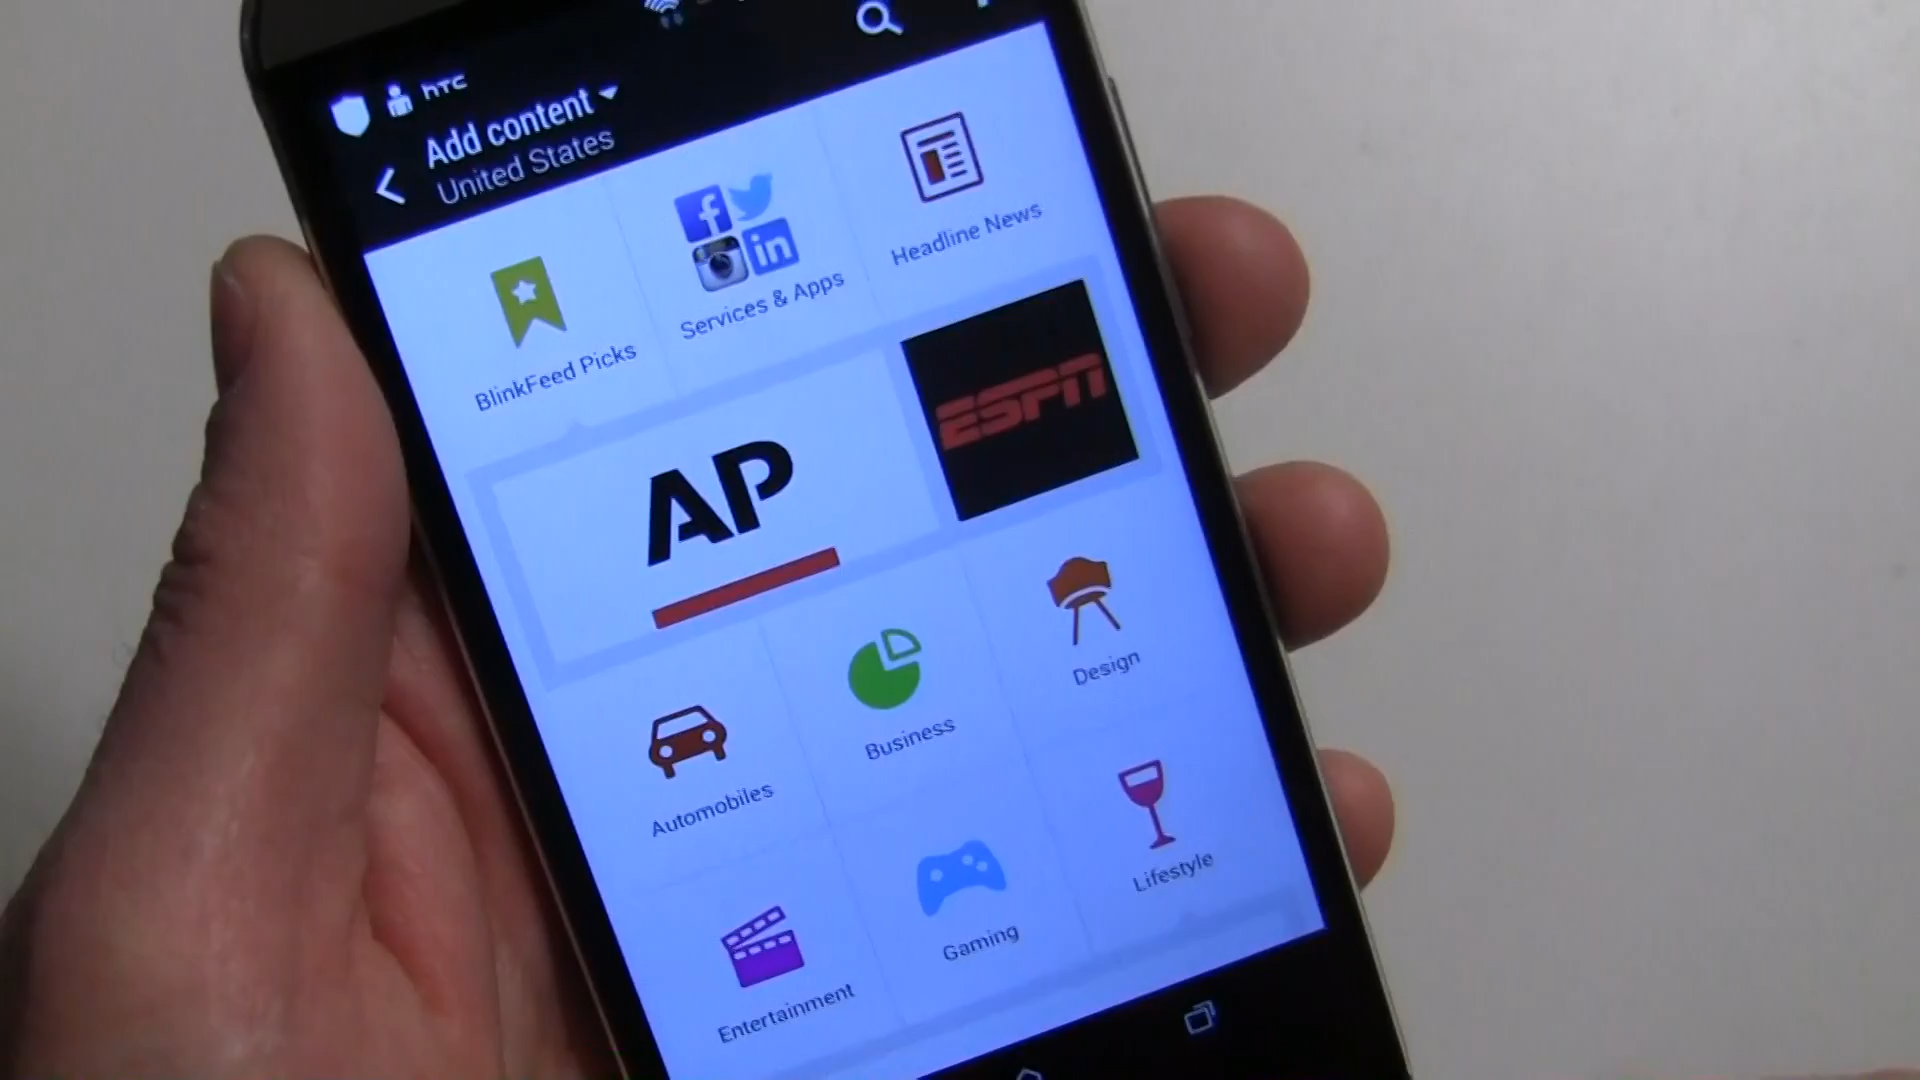 hTC
Add content
United States
BlinkFeed Picks
Services & Apps
Headline News
f
in
AP
ESPN
Automobiles
Business
Design
Entertainment
Gaming
Lifestyle